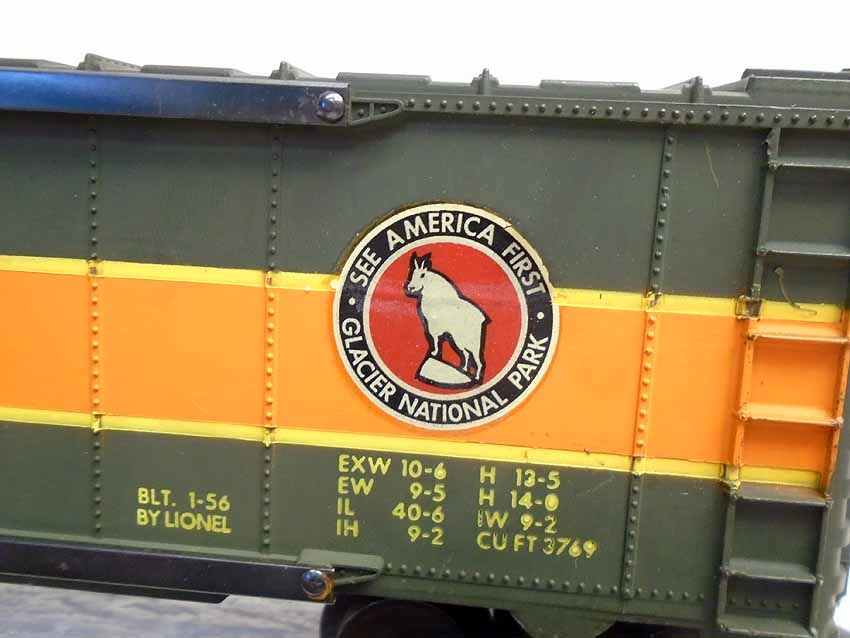 SEE AMERICA FIRST
GLACIER NATIONAL PARK
BLT. 1-56
BY LIONEL
EXW 10-6 H 13-5
EW 9-5 H 14-0
IL 40-6 IW 9-2
IH 9-2 CU FT 3769